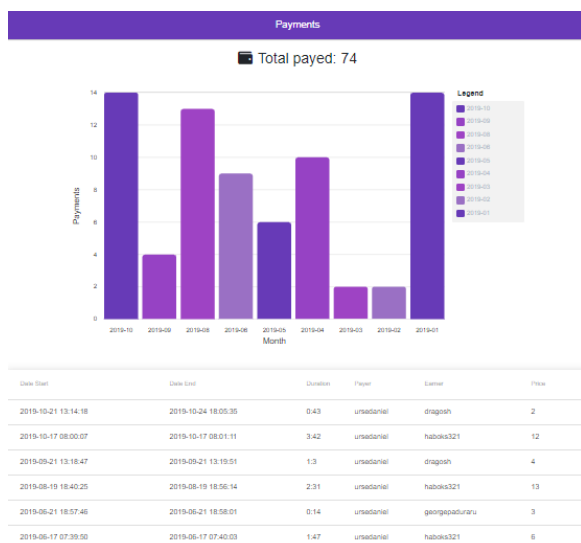 Payments
Total payed: 74
14
12
10
8
6
4
2
0
Payments
2019-10 2019-09 2019-08 2019-06 2019-05 2019-04 2019-03 2019-02 2019-01
Month
Legend
2019-10
2019-09
2019-08
2019-06
2019-05
2019-04
2019-03
2019-02
2019-01
Date Start Date End Duration Payer Earner Price
2019-10-21 13:14:18 2019-10-24 18:05:35 0:43 ursedaniel dragosh 2
2019-10-17 08:00:07 2019-10-17 08:01:11 3:42 ursedaniel haboks321 12
2019-09-21 13:18:47 2019-09-21 13:19:51 1:3 ursedaniel dragosh 4
2019-08-19 18:40:25 2019-08-19 18:56:14 2:31 ursedaniel haboks321 13
2019-06-21 18:57:46 2019-06-21 18:58:01 0:14 ursedaniel georgepaduraru 3
2019-06-17 07:39:50 2019-06-17 07:40:03 1:47 ursedaniel haboks321 6